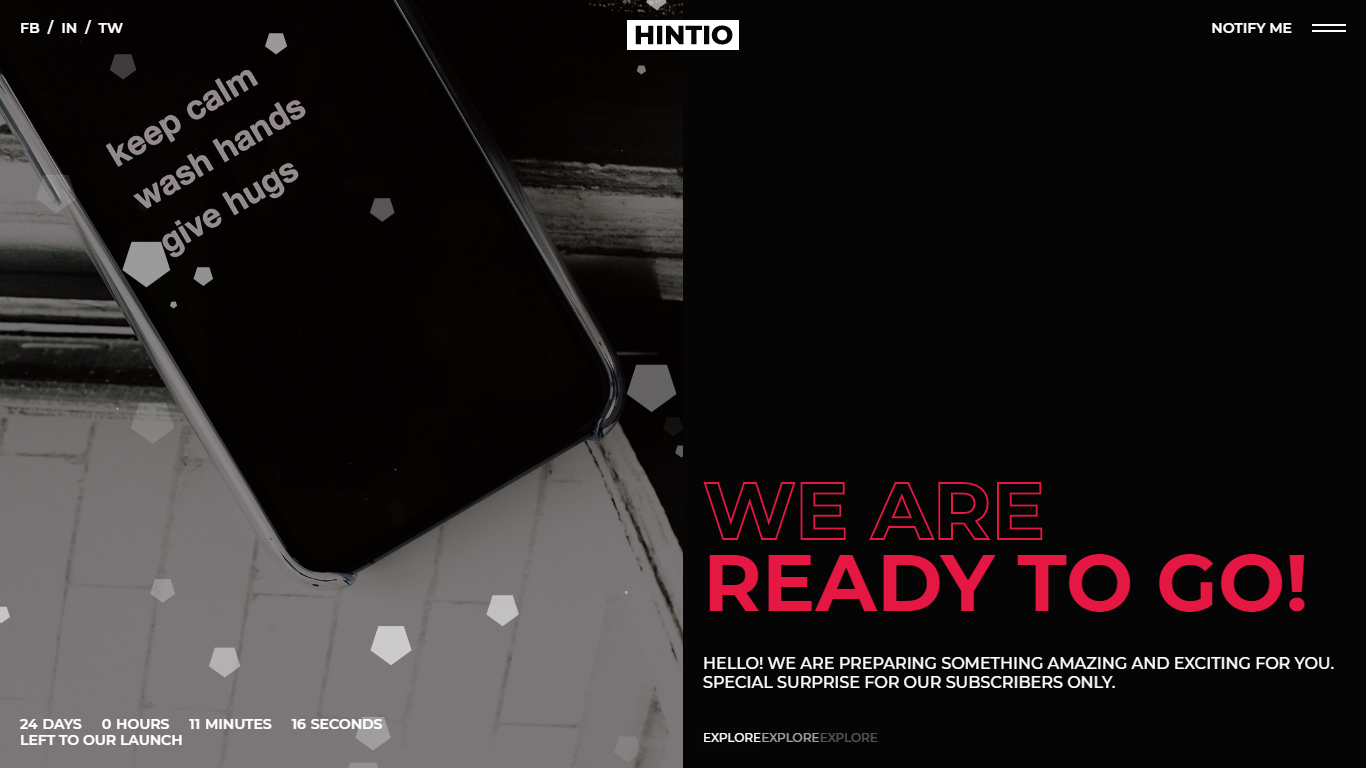 FB / IN / TW
HINTIO
NOTIFY ME
keep calm
wash hands
give hugs
WE ARE
READY TO GO!
HELLO! WE ARE PREPARING SOMETHING AMAZING AND EXCITING FOR YOU.
SPECIAL SURPRISE FOR OUR SUBSCRIBERS ONLY.
24 DAYS 0 HOURS 11 MINUTES 16 SECONDS
LEFT TO OUR LAUNCH
EXPLOREEXPLOREEXPLORE